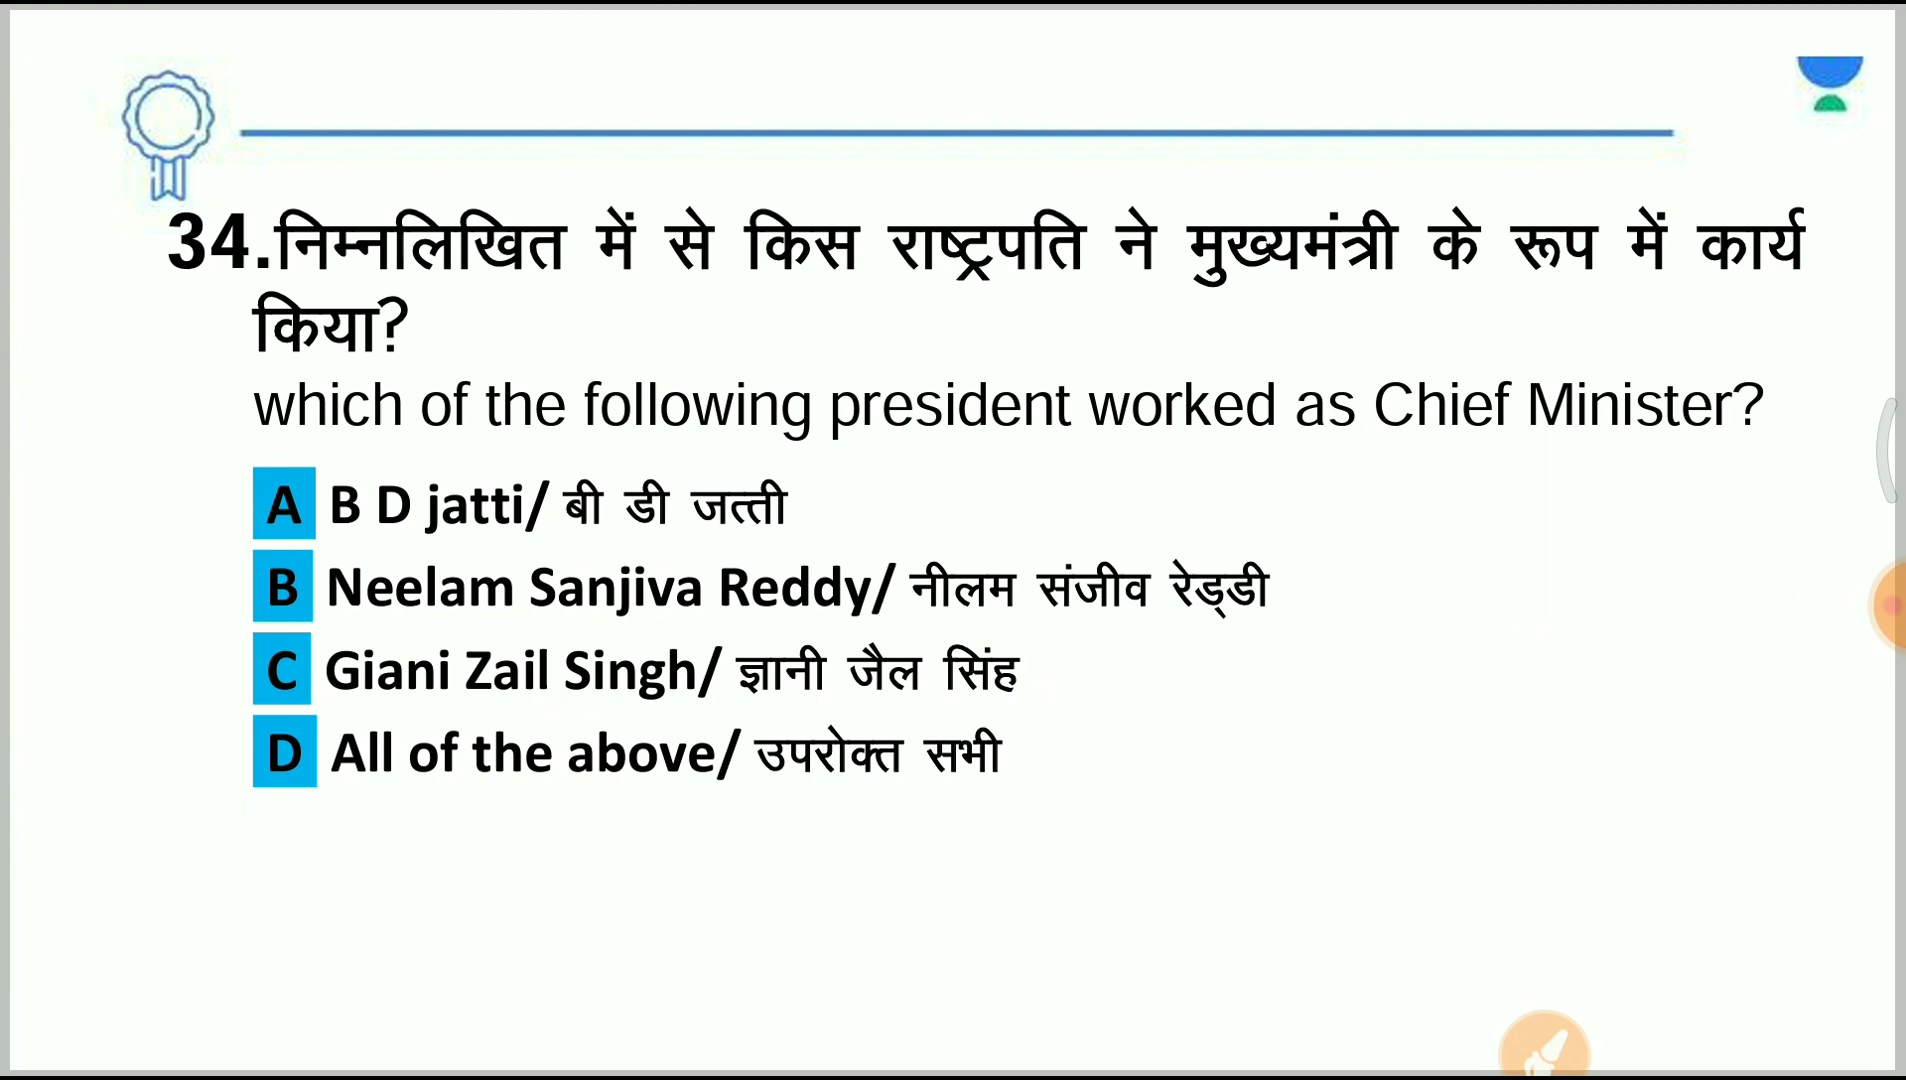 34.निम्नलिखित में से किस राष्ट्रपति ने मुख्यमंत्री के रूप में कार्य
किया?
which of the following president worked as Chief Minister?
A B D jatti/ बी डी जत्ती
B Neelam Sanjiva Reddy/ नीलम संजीव रेड्डी
C Giani Zail Singh/ ज्ञानी जैल सिंह
D All of the above/ उपरोक्त सभी